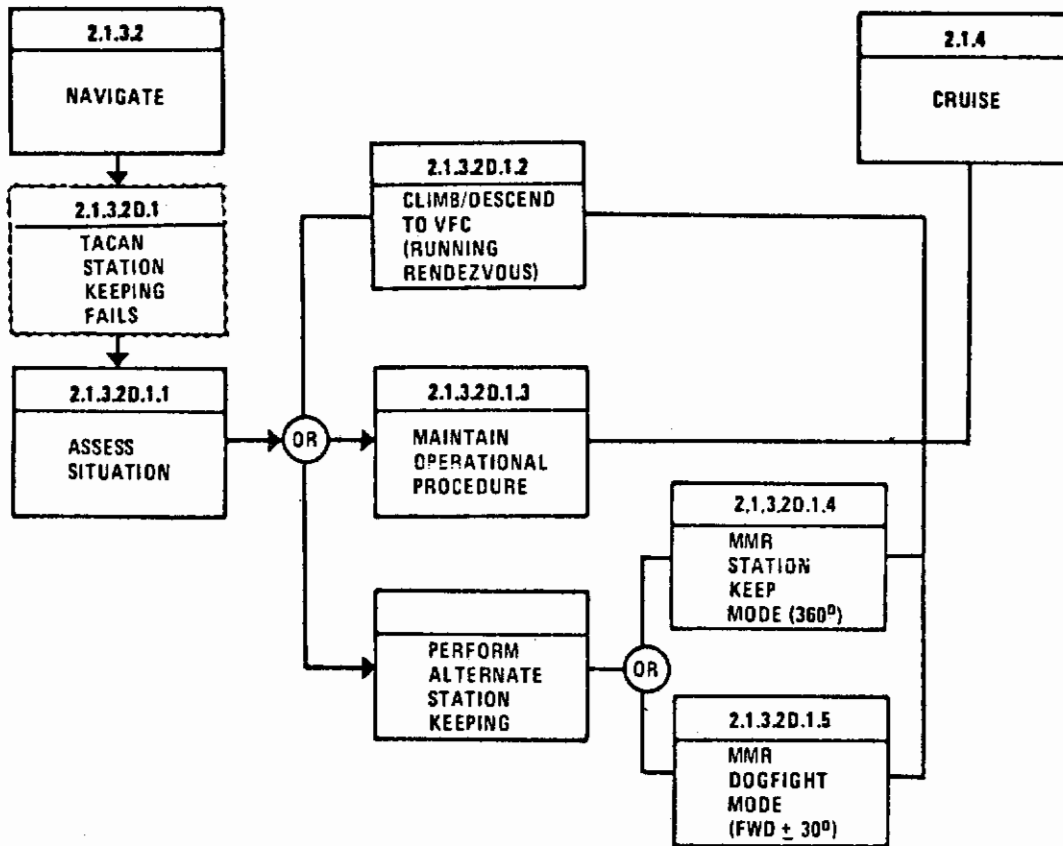 2.1.3.2
NAVIGATE
2.1.3.2D.1
TACAN
STATION
KEEPING
FAILS
2.1.3.2D.1.1
ASSESS
SITUATION
OR
2.1.3.2D.1.2
CLIMB/DESCEND
TO VFC
(RUNNING
RENDEZVOUS)
2.1.3.2D.1.3
MAINTAIN
OPERATIONAL
PROCEDURE
PERFORM
ALTERNATE
STATION
KEEPING
OR
2,1,3,2D.1.4
MMR
STATION
KEEP
MODE (360º)
2.1.3.2D.1.5
MMR
DOGFIGHT
MODE
(FWD ± 30º)
2.1.4
CRUISE